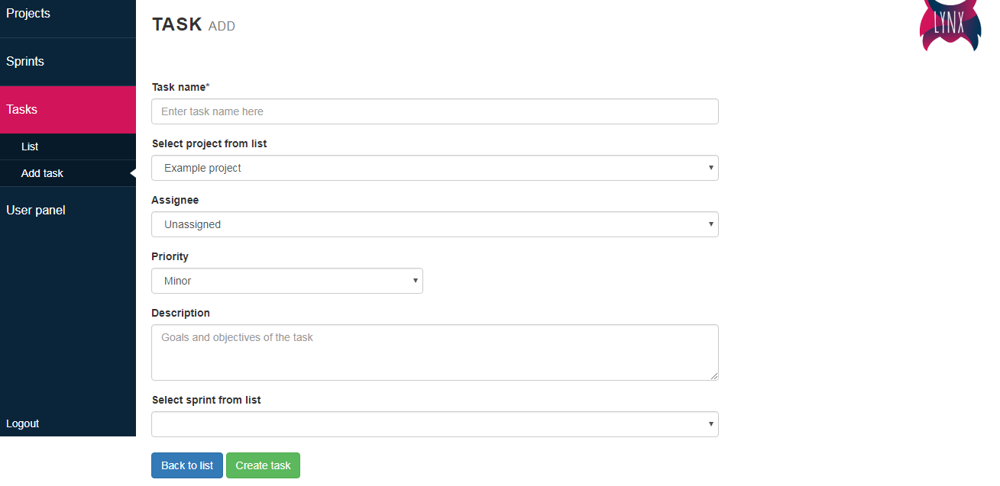 Projects
Sprints
Tasks
List
Add task
User panel
Logout
TASK ADD
LYNX
Task name*
Enter task name here
Select project from list
Example project
Assignee
Unassigned
Priority
Minor
Description
Goals and objectives of the task
Select sprint from list
Back to list
Create task